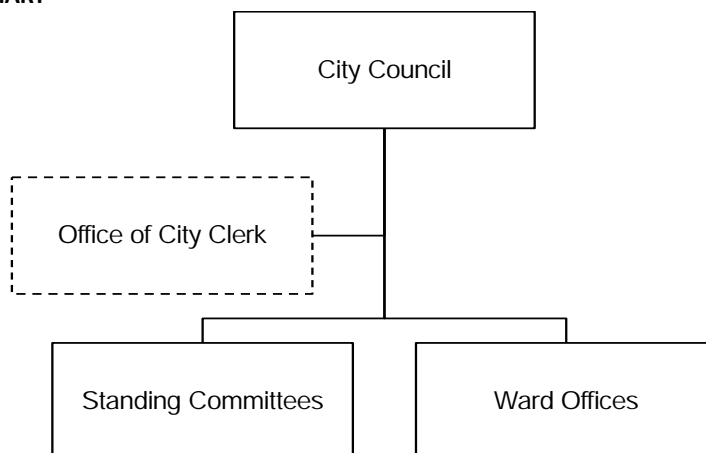 City Council
Office of City Clerk
Standing Committees
Ward Offices